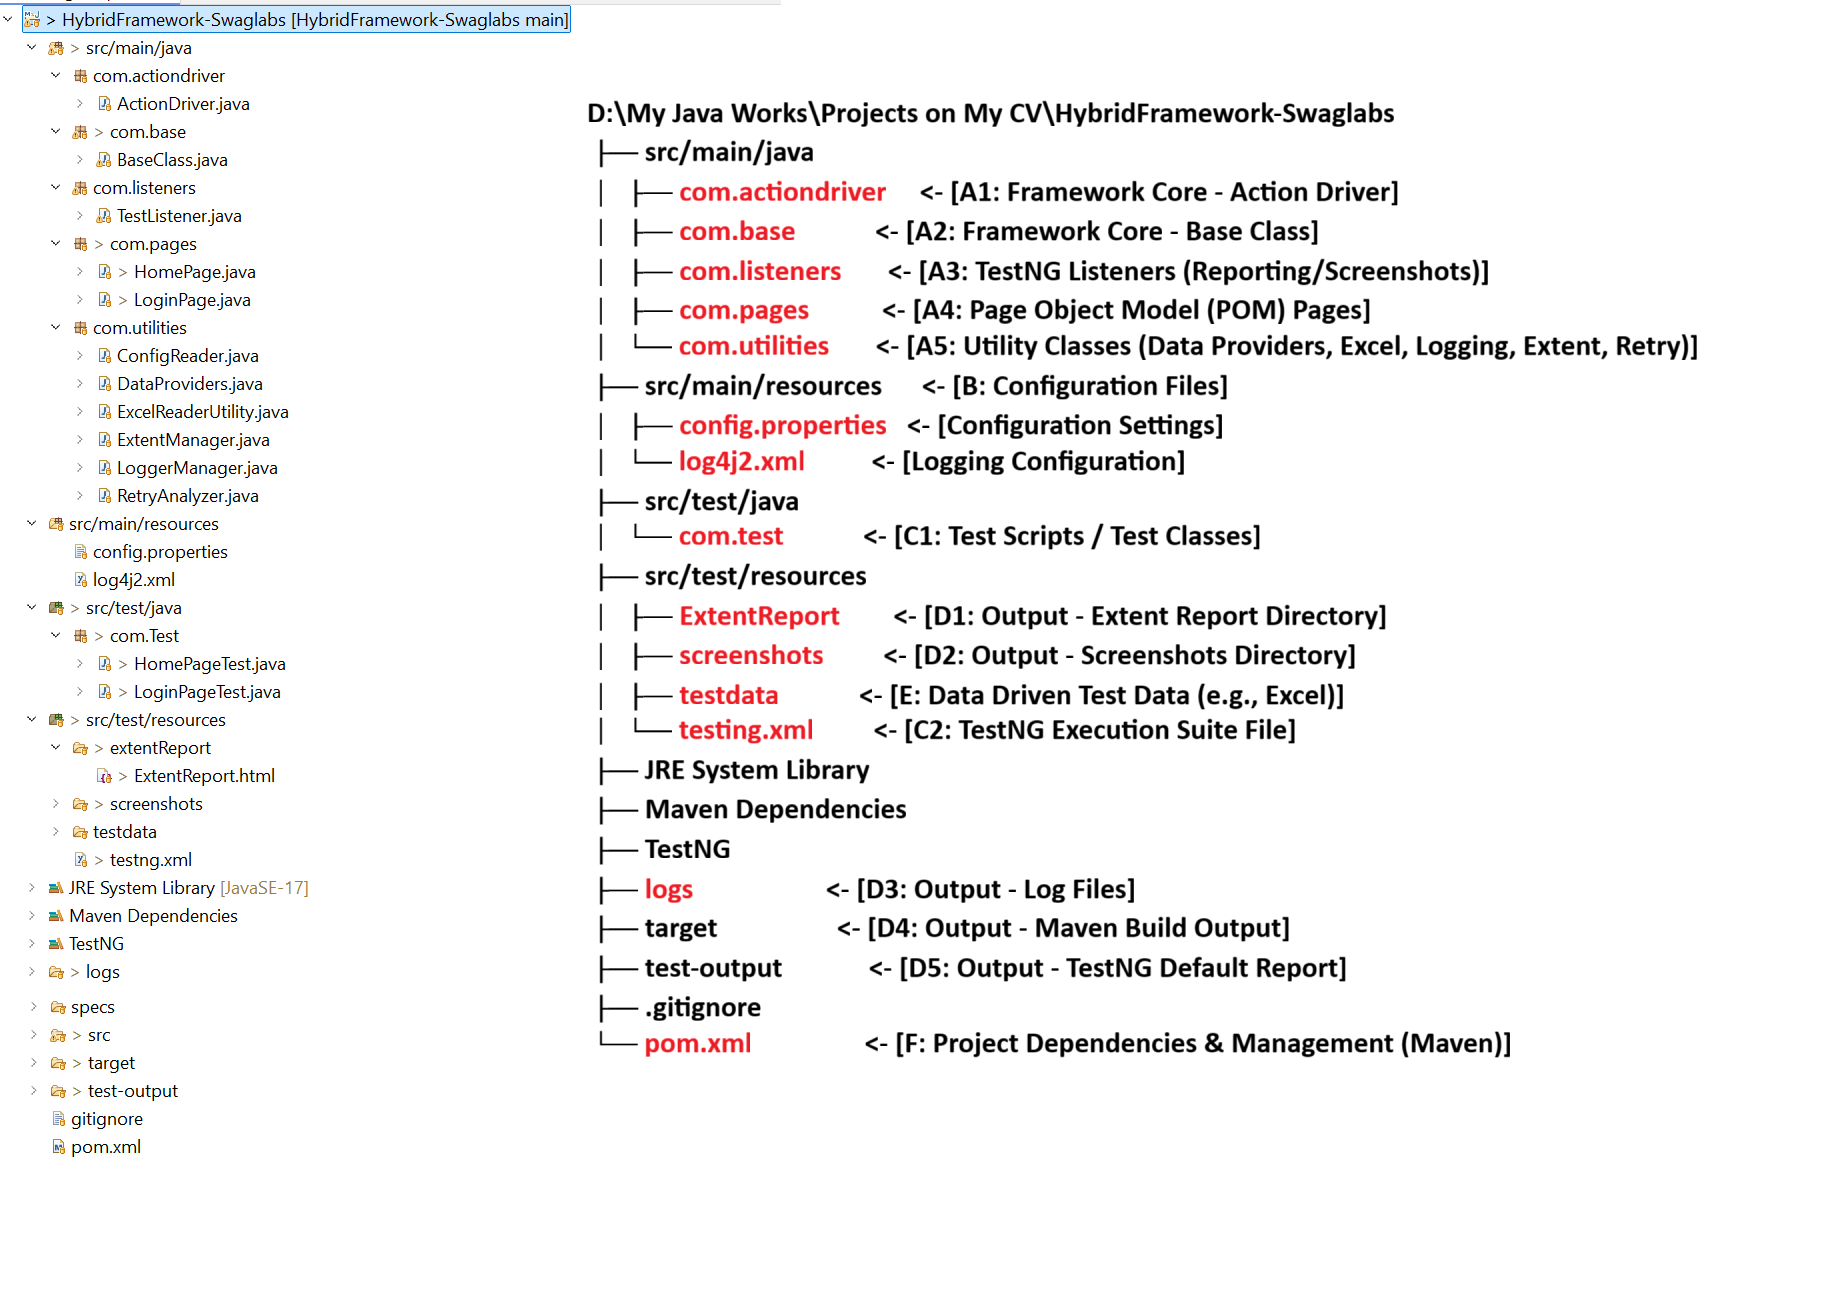 > HybridFramework-Swaglabs [HybridFramework-Swaglabs main]
> src/main/java
com.actiondriver
ActionDriver.java
> com.base
BaseClass.java
com.listeners
TestListener.java
> com.pages
> HomePage.java
> LoginPage.java
com.utilities
ConfigReader.java
DataProviders.java
ExcelReaderUtility.java
ExtentManager.java
LoggerManager.java
RetryAnalyzer.java
src/main/resources
config.properties
log4j2.xml
> src/test/java
> com.Test
> HomePageTest.java
> LoginPageTest.java
> src/test/resources
> extentReport
> ExtentReport.html
> screenshots
testdata
> testng.xml
JRE System Library [JavaSE-17]
Maven Dependencies
TestNG
> logs
specs
> src
> target
> test-output
gitignore
pom.xml
D:\My Java Works\Projects on My CV\HybridFramework-Swaglabs
├── src/main/java
│   ├── com.actiondriver <- [A1: Framework Core - Action Driver]
│   ├── com.base <- [A2: Framework Core - Base Class]
│   ├── com.listeners <- [A3: TestNG Listeners (Reporting/Screenshots)]
│   ├── com.pages <- [A4: Page Object Model (POM) Pages]
│   └── com.utilities <- [A5: Utility Classes (Data Providers, Excel, Logging, Extent, Retry)]
├── src/main/resources <- [B: Configuration Files]
│   ├── config.properties <- [Configuration Settings]
│   └── log4j2.xml <- [Logging Configuration]
├── src/test/java
│   └── com.test <- [C1: Test Scripts / Test Classes]
├── src/test/resources
│   ├── ExtentReport <- [D1: Output - Extent Report Directory]
│   ├── screenshots <- [D2: Output - Screenshots Directory]
│   ├── testdata <- [E: Data Driven Test Data (e.g., Excel)]
│   └── testing.xml <- [C2: TestNG Execution Suite File]
├── JRE System Library
├── Maven Dependencies
├── TestNG
├── logs <- [D3: Output - Log Files]
├── target <- [D4: Output - Maven Build Output]
├── test-output <- [D5: Output - TestNG Default Report]
├── .gitignore
└── pom.xml <- [F: Project Dependencies & Management (Maven)]